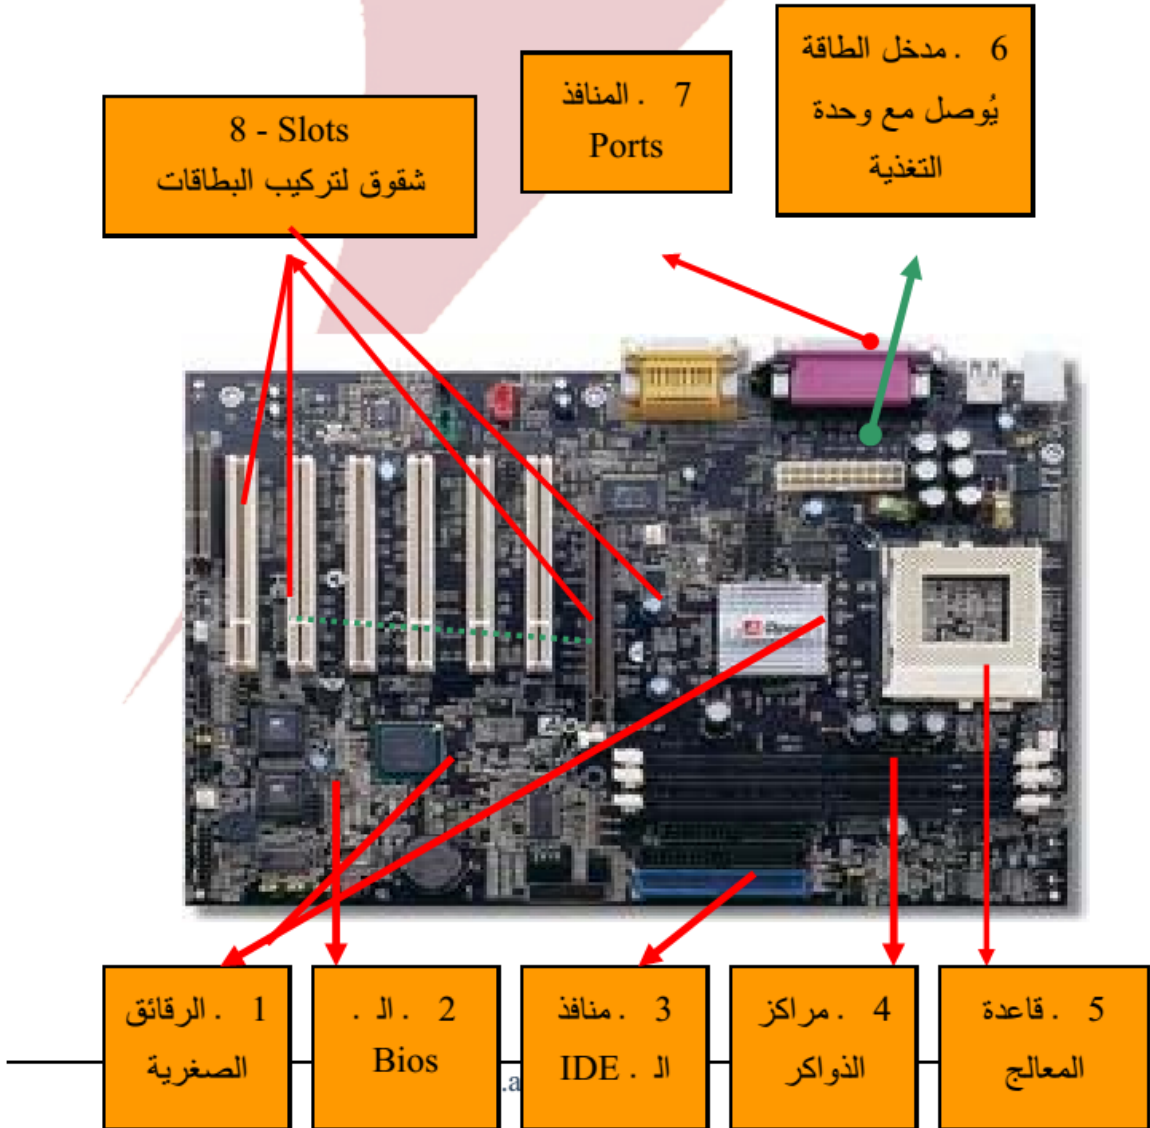 6 . مدخل الطاقة
يُوصل مع وحدة
التغذية
7 . المنافذ
Ports
8 - Slots
شقوق لتركيب البطاقات
1 . الرقائق
الصغرية
2 . الـ .
Bios
3 . منافذ
الـ . IDE
4 . مراكز
الذواكر
5 . قاعدة
المعالج
.a